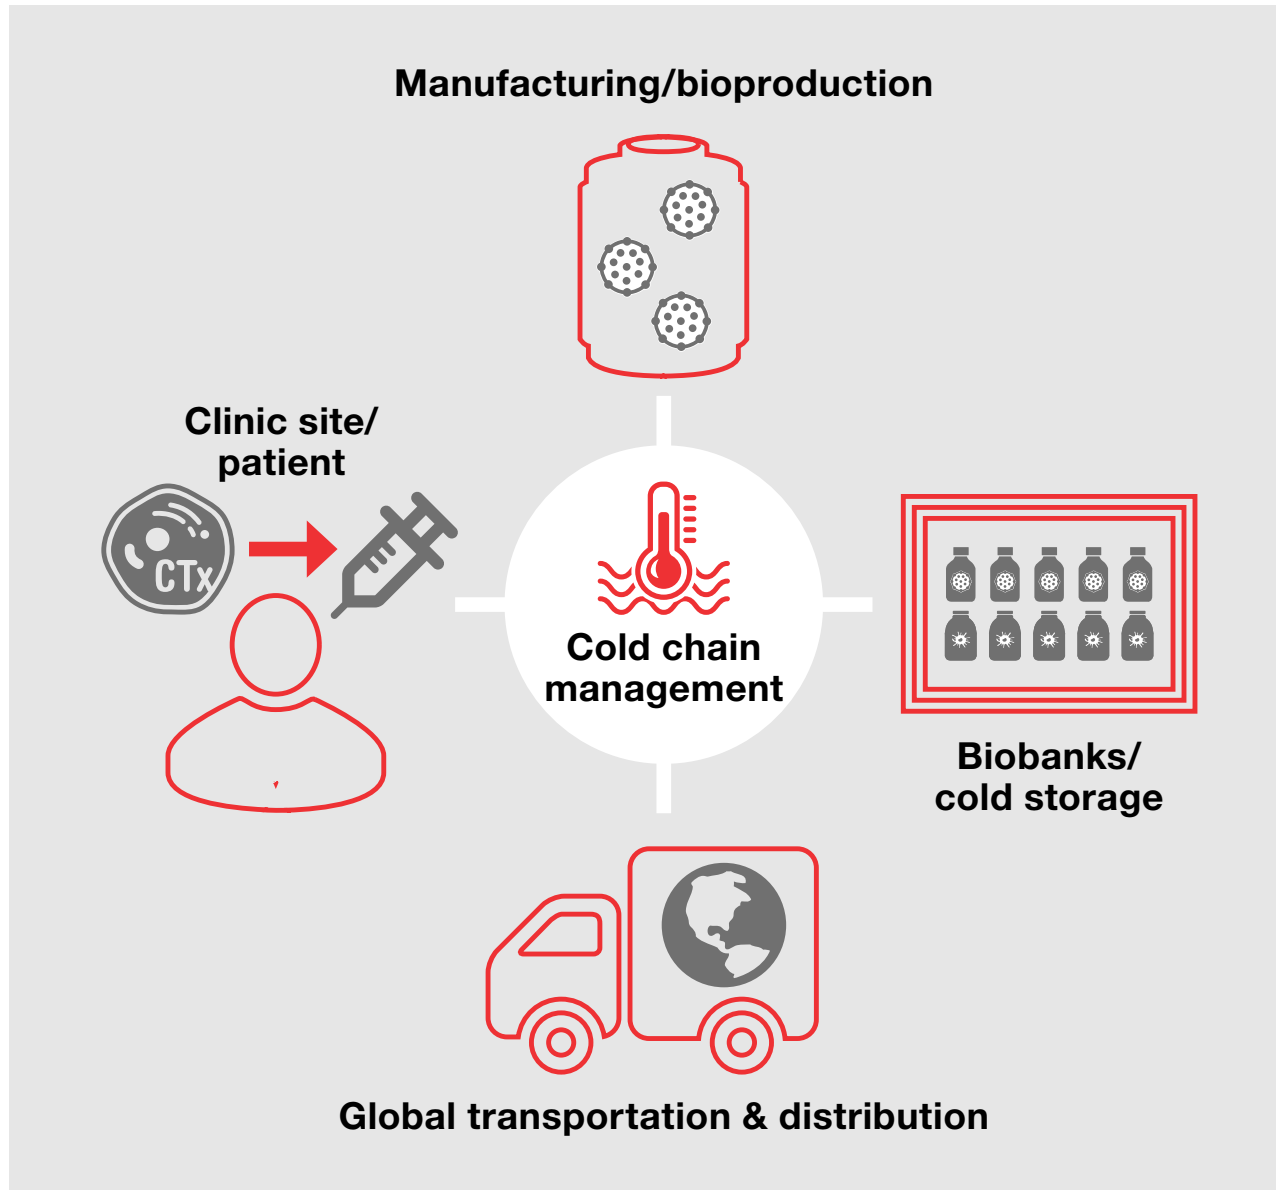 Manufacturing/bioproduction
Clinic site/
patient
CTx
Cold chain
management
Biobanks/
cold storage
Global transportation & distribution